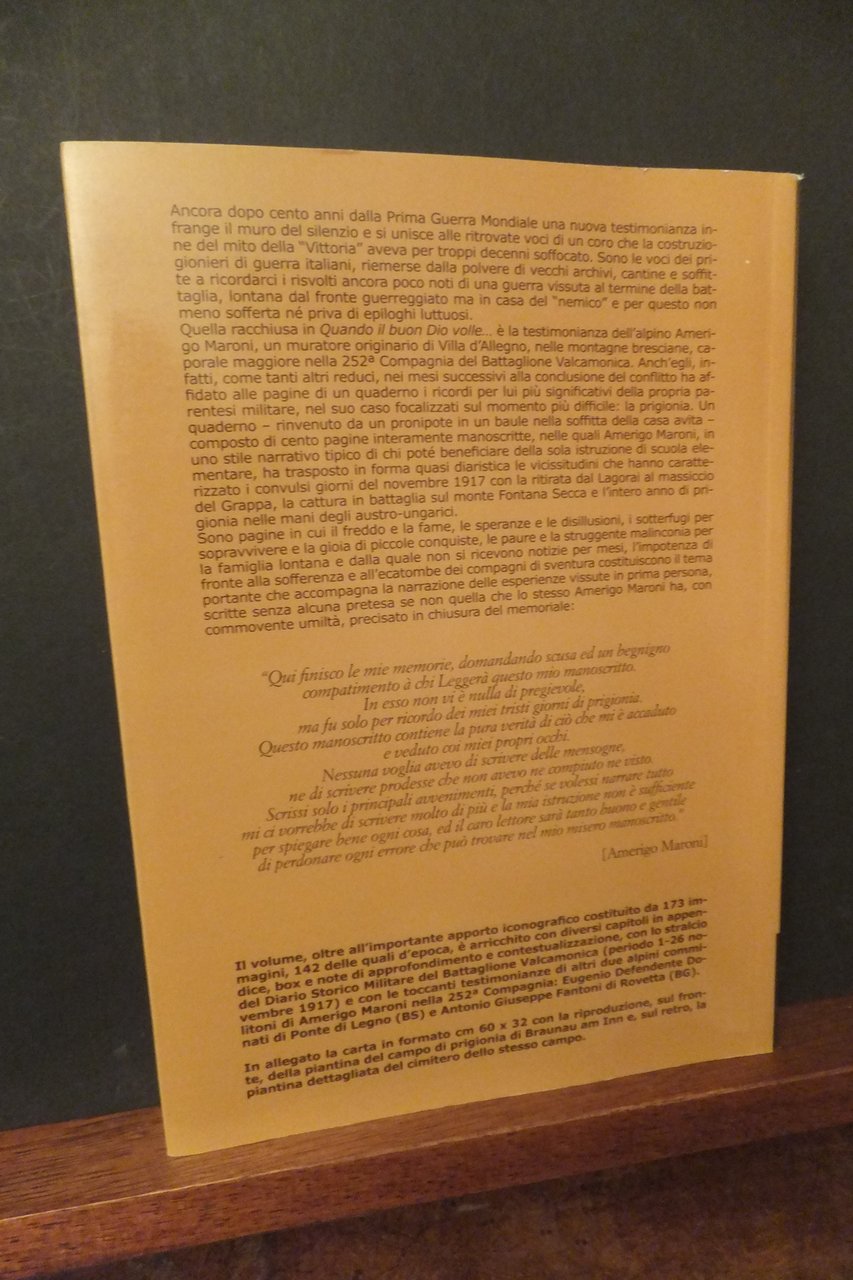 Ancora dopo cento anni dalla Prima Guerra Mondiale una nuova testimonianza in-
frange il muro del silenzio e si unisce alle ritrovate voci di un coro che la costruzio-
ne del mito della "Vittoria" aveva per troppi decenni soffocato. Sono le voci dei pri-
gionieri di guerra italiani, riemerse dalla polvere di vecchi archivi, cantine e soffit-
te a ricordarci i risvolti ancora poco noti di una guerra vissuta al termine della bat-
taglia, lontana dal fronte guerreggiato ma in casa del "nemico" e per questo non
meno sofferta né priva di epiloghi luttuosi.
Quella racchiusa in Quando il buon Dio volle... è la testimonianza dell'alpino Ameri-
go Maroni, un muratore originario di Villa d'Allegno, nelle montagne bresciane, ca-
porale maggiore nella 252ª Compagnia del Battaglione Valcamonica. Anch'egli, in-
fatti, come tanti altri reduci, nei mesi successivi alla conclusione del conflitto ha af-
fidato alle pagine di un quaderno i ricordi per lui più significativi della propria pa-
rentesi militare, nel suo caso focalizzati sul momento più difficile: la prigionia. Un
quaderno – rinvenuto da un pronipote in un baule nella soffitta della casa avita –
composto di cento pagine interamente manoscritte, nelle quali Amerigo Maroni, in
uno stile narrativo tipico di chi poté beneficiare della sola istruzione di scuola ele-
mentare, ha trasposto in forma quasi diaristica le vicissitudini che hanno caratte-
rizzato i convulsi giorni del novembre 1917 con la ritirata dal Lagorai al massiccio
del Grappa, la cattura in battaglia sul monte Fontana Secca e l'intero anno di pri-
gionia nelle mani degli austro-ungarici.
Sono pagine in cui il freddo e la fame, le speranze e le disillusioni, i sotterfugi per
sopravvivere e la gioia di piccole conquiste, le paure e la struggente malinconia per
la famiglia lontana e dalla quale non si ricevono notizie per mesi, l'impotenza di
fronte alla sofferenza e all'ecatombe dei compagni di sventura costituiscono il tema
portante che accompagna la narrazione delle esperienze vissute in prima persona,
scritte senza alcuna pretesa se non quella che lo stesso Amerigo Maroni ha, con
commovente umiltà, precisato in chiusura del memoriale:
"Qui finisco le mie memorie, domandando scusa ed un begnigno
compatimento à chi Leggerà questo mio manoscritto.
In esso non vi è nulla di pregievole,
ma fu solo per ricordo dei miei tristi giorni di prigionia.
Questo manoscritto contiene la pura verità di ciò che mi è accaduto
e veduto coi miei propri occhi.
Nessuna voglia avevo di scrivere delle mensogne,
ne di scrivere prodesse che non avevo ne compiuto ne visto.
Scrissi solo i principali avvenimenti, perché se volessi narrare tutto
mi ci vorrebbe di scrivere molto di più e la mia istruzione non è sufficiente
per spiegare bene ogni cosa, ed il caro lettore sarà tanto buono e gentile
di perdonare ogni errore che può trovare nel mio misero manoscritto."
[Amerigo Maroni]
Il volume, oltre all'importante apporto iconografico costituito da 173 im-
magini, 142 delle quali d'epoca, è arricchito con diversi capitoli in appen-
dice, box e note di approfondimento e contestualizzazione, con lo stralcio
del Diario Storico Militare del Battaglione Valcamonica (periodo 1-26 no-
vembre 1917) e con le toccanti testimonianze di altri due alpini commi-
litoni di Amerigo Maroni nella 252ª Compagnia: Eugenio Defendente Do-
nati di Ponte di Legno (BS) e Antonio Giuseppe Fantoni di Rovetta (BG).
In allegato la carta in formato cm 60 x 32 con la riproduzione, sul fron-
te, della piantina del campo di prigionia di Braunau am Inn e, sul retro, la
piantina dettagliata del cimitero dello stesso campo.